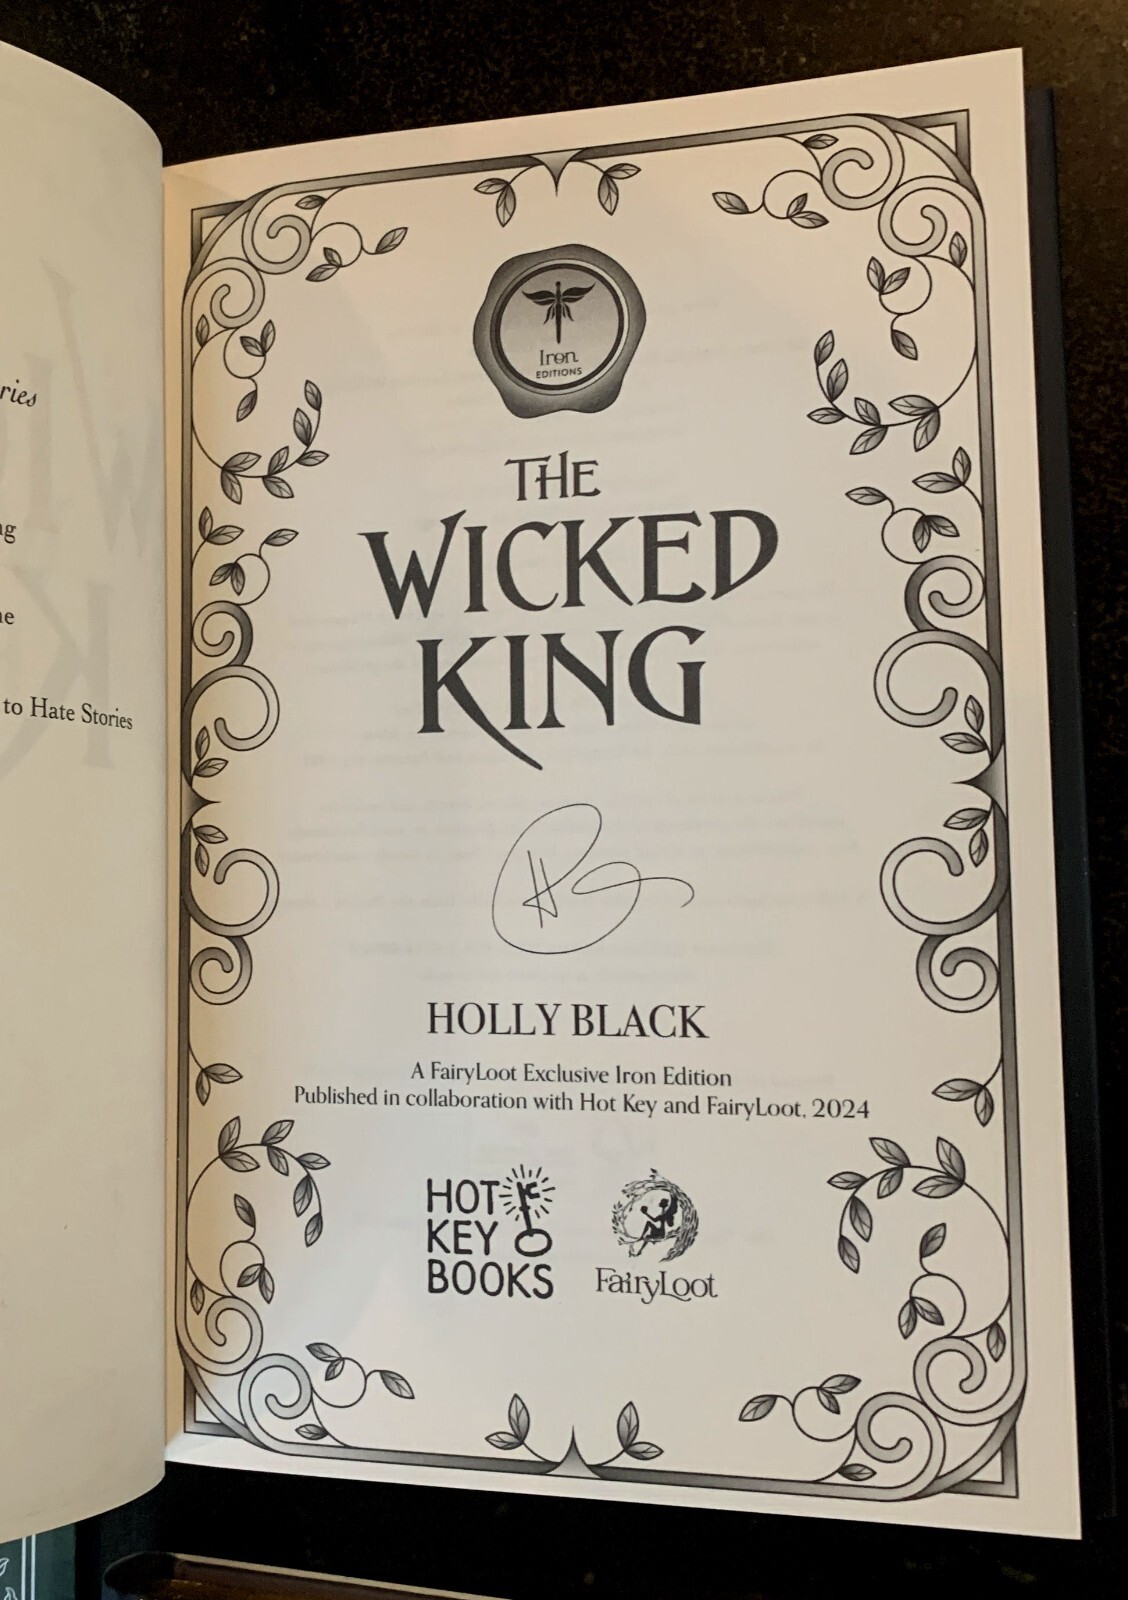 ries
ng
ne
to Hate Stories
Iron
EDITIONS
THE
WICKED
KING
HOLLY BLACK
A FairyLoot Exclusive Iron Edition
Published in collaboration with Hot Key and FairyLoot, 2024
HOT
KEY
BOOKS
FairyLoot